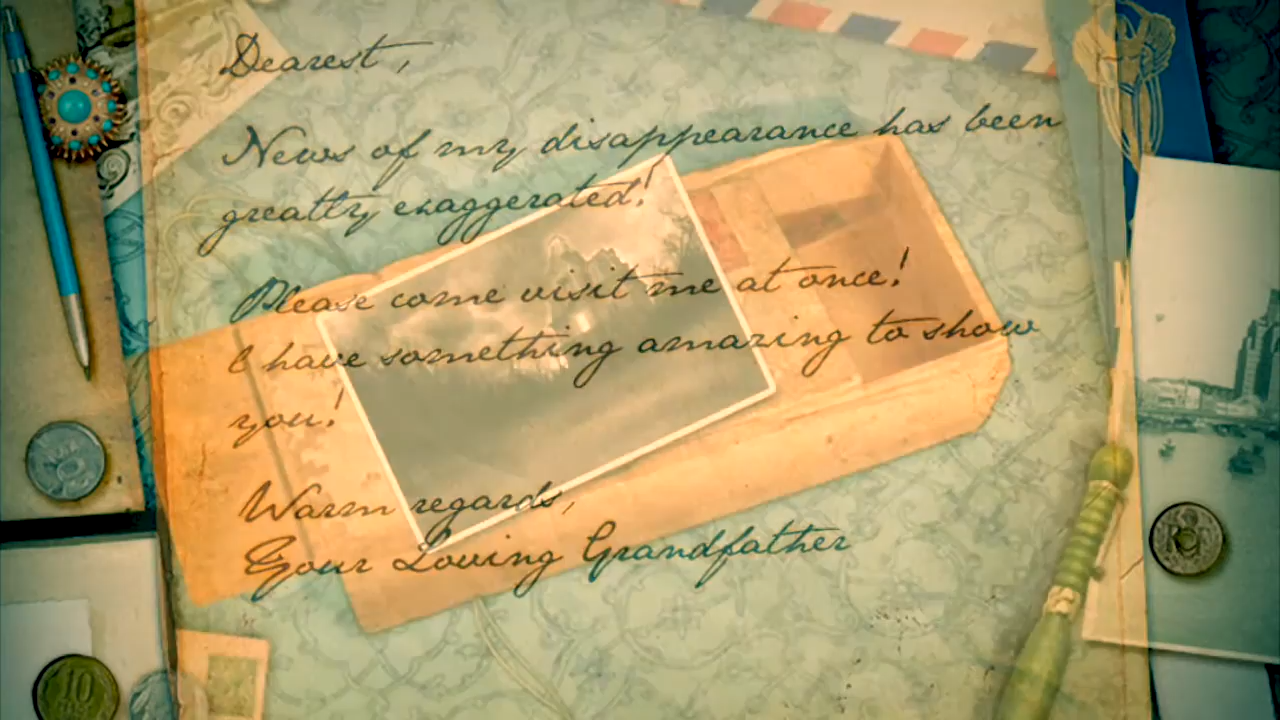 Dearest ,
News of my disappearance has been
greatly exaggerated!
Please come visit me at once!
I have something amazing to show
you!
Warm regards,
Your Loving Grandfather
10